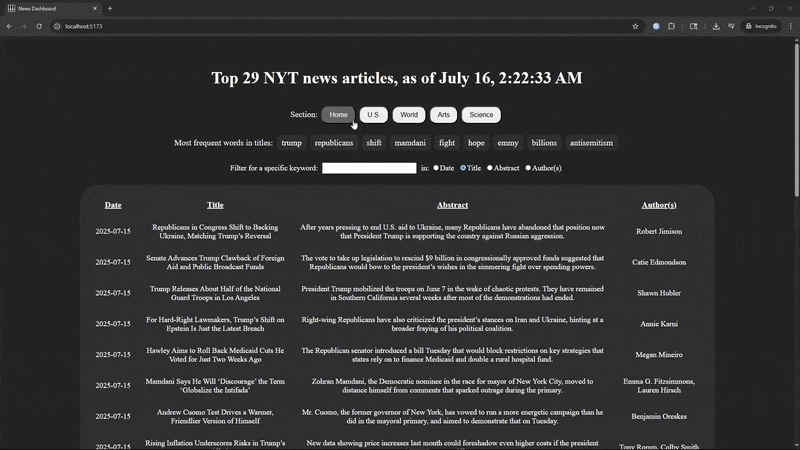 News Dashboard
localhost:5173
Incognito
Top 29 NYT news articles, as of July 16, 2:22:33 AM
Section: Home U.S. World Arts Science
Most frequent words in titles: trump republicans shift mamdani fight hope emmy billions antisemitism
Filter for a specific keyword: in: Date Title Abstract Author(s)
Date Title Abstract Author(s)
2025-07-15
Republicans in Congress Shift to Backing
Ukraine, Matching Trump's Reversal
After years pressing to end U.S. aid to Ukraine, many Republicans have abandoned that position now
that President Trump is supporting the country against Russian aggression.
Robert Jimison
2025-07-15
Senate Advances Trump Clawback of Foreign
Aid and Public Broadcast Funds
The vote to take up legislation to rescind $9 billion in congressionally approved funds suggested that
Republicans would bow to the president's wishes in the simmering fight over spending powers.
Catie Edmondson
2025-07-15
Trump Releases About Half of the National
Guard Troops in Los Angeles
President Trump mobilized the troops on June 7 in the wake of chaotic protests. They have remained
in Southern California several weeks after most of the demonstrations had ended.
Shawn Hubler
2025-07-15
For Hard-Right Lawmakers, Trump's Shift on
Epstein Is Just the Latest Breach
Right-wing Republicans have also criticized the president's stances on Iran and Ukraine, hinting at a
broader fraying of his political coalition.
Annie Karni
2025-07-15
Hawley Aims to Roll Back Medicaid Cuts He
Voted for Just Two Weeks Ago
The Republican senator introduced a bill Tuesday that would block restrictions on key strategies that
states rely on to finance Medicaid and double a rural hospital fund.
Megan Mineiro
2025-07-15
Mamdani Says He Will 'Discourage' the Term
'Globalize the Intifada'
Zohran Mamdani, the Democratic nominee in the race for mayor of New York City, moved to
distance himself from comments that sparked outrage during the primary.
Emma G. Fitzsimmons,
Lauren Hirsch
2025-07-15
Andrew Cuomo Test Drives a Warmer,
Friendlier Version of Himself
Mr. Cuomo, the former governor of New York, has vowed to run a more energetic campaign than he
did in the mayoral primary, and aimed to demonstrate that on Tuesday.
Benjamin Oreskes
2025-07-15
Rising Inflation Underscores Risks in Trump's
New data showing price increases last month could foreshadow even higher costs if the president
Tony Romm, Colby Smith